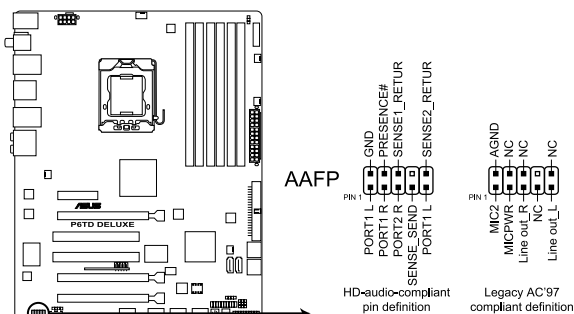 AAFP
GND
PRESENCE#
SENSE1_RETUR
SENSE2_RETUR
PIN 1
PORT1 L
PORT1 R
PORT2 R
SENSE_SEND
PORT1 L
HD-audio-compliant
pin definition
AGND
NC
NC
NC
PIN 1
MIC2
MICPWR
Line out_R
NC
Line out_L
Legacy AC'97
compliant definition
ASUS
P6TD DELUXE